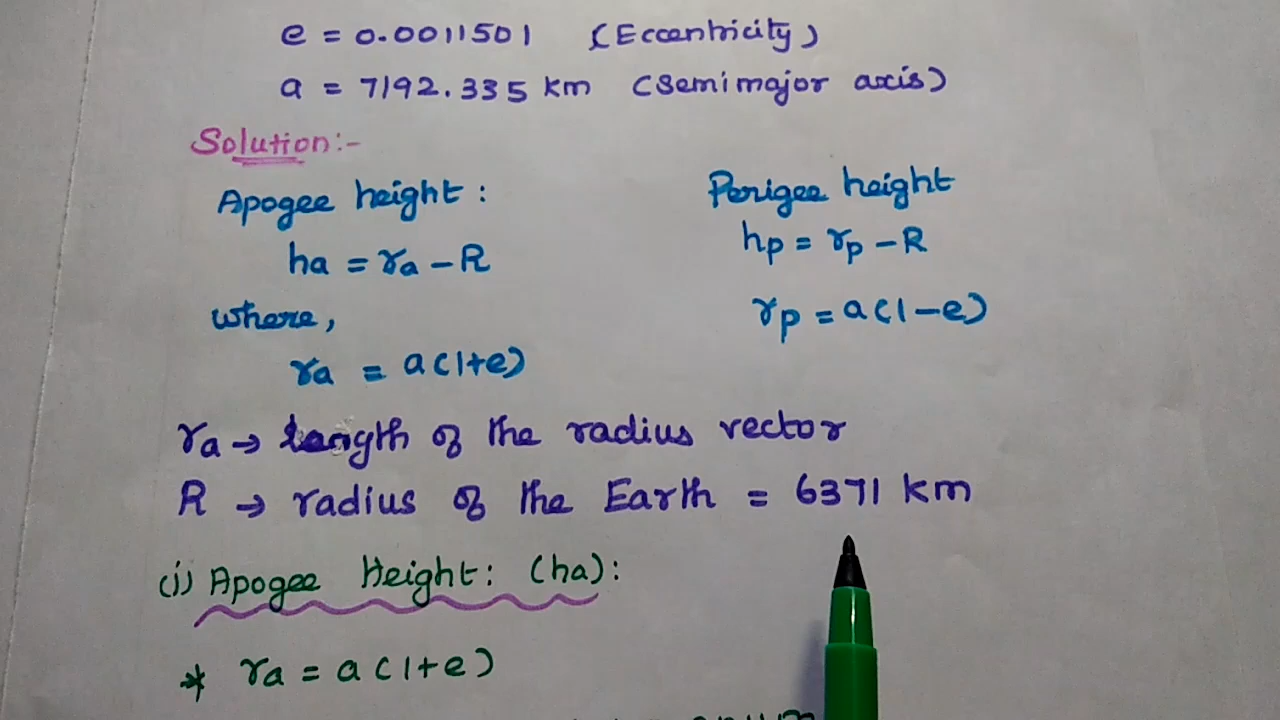 e = 0.0011501 (Eccentricity)
a = 7192.335 km (Semimajor axis)
Solution:-
Apogee height:
ha = ra - R
where,
ra = a(1+e)
Perigee height
hp = rp - R
rp = a(1-e)
ra → length of the radius vector
R → radius of the Earth = 6371 km
(i) Apogee Height: (ha):
* ra = a(1+e)